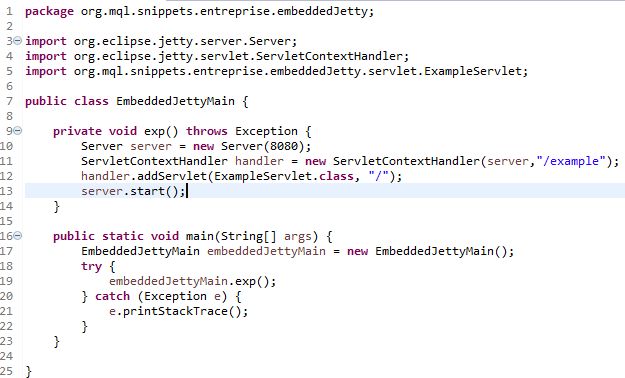 1 package org.mql.snippets.entreprise.embeddedJetty;
2
3 import org.eclipse.jetty.server.Server;
4 import org.eclipse.jetty.servlet.ServletContextHandler;
5 import org.mql.snippets.entreprise.embeddedJetty.servlet.ExampleServlet;
6
7 public class EmbeddedJettyMain {
8
9     private void exp() throws Exception {
10         Server server = new Server(8080);
11         ServletContextHandler handler = new ServletContextHandler(server,"/example");
12         handler.addServlet(ExampleServlet.class, "/");
13         server.start();
14     }
15
16     public static void main(String[] args) {
17         EmbeddedJettyMain embeddedJettyMain = new EmbeddedJettyMain();
18         try {
19             embeddedJettyMain.exp();
20         } catch (Exception e) {
21             e.printStackTrace();
22         }
23     }
24
25 }